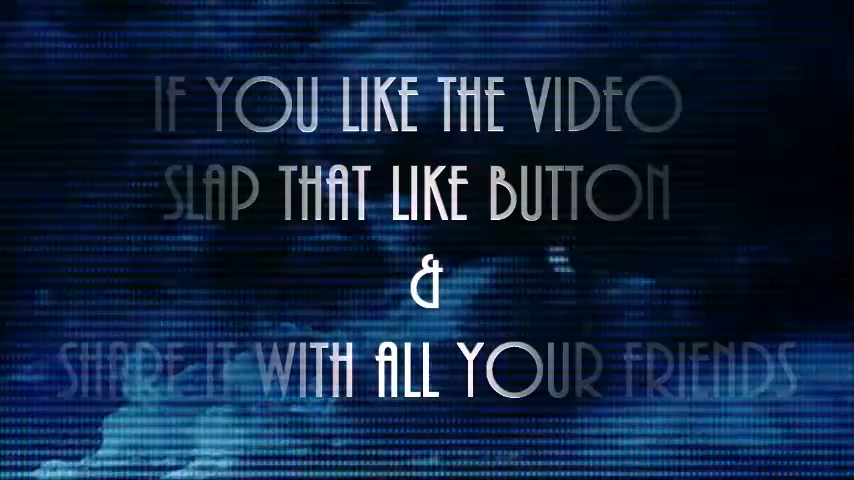 IF YOU LIKE THE VIDEO
SLAP THAT LIKE BUTTON
&
SHARE IT WITH ALL YOUR FRIENDS